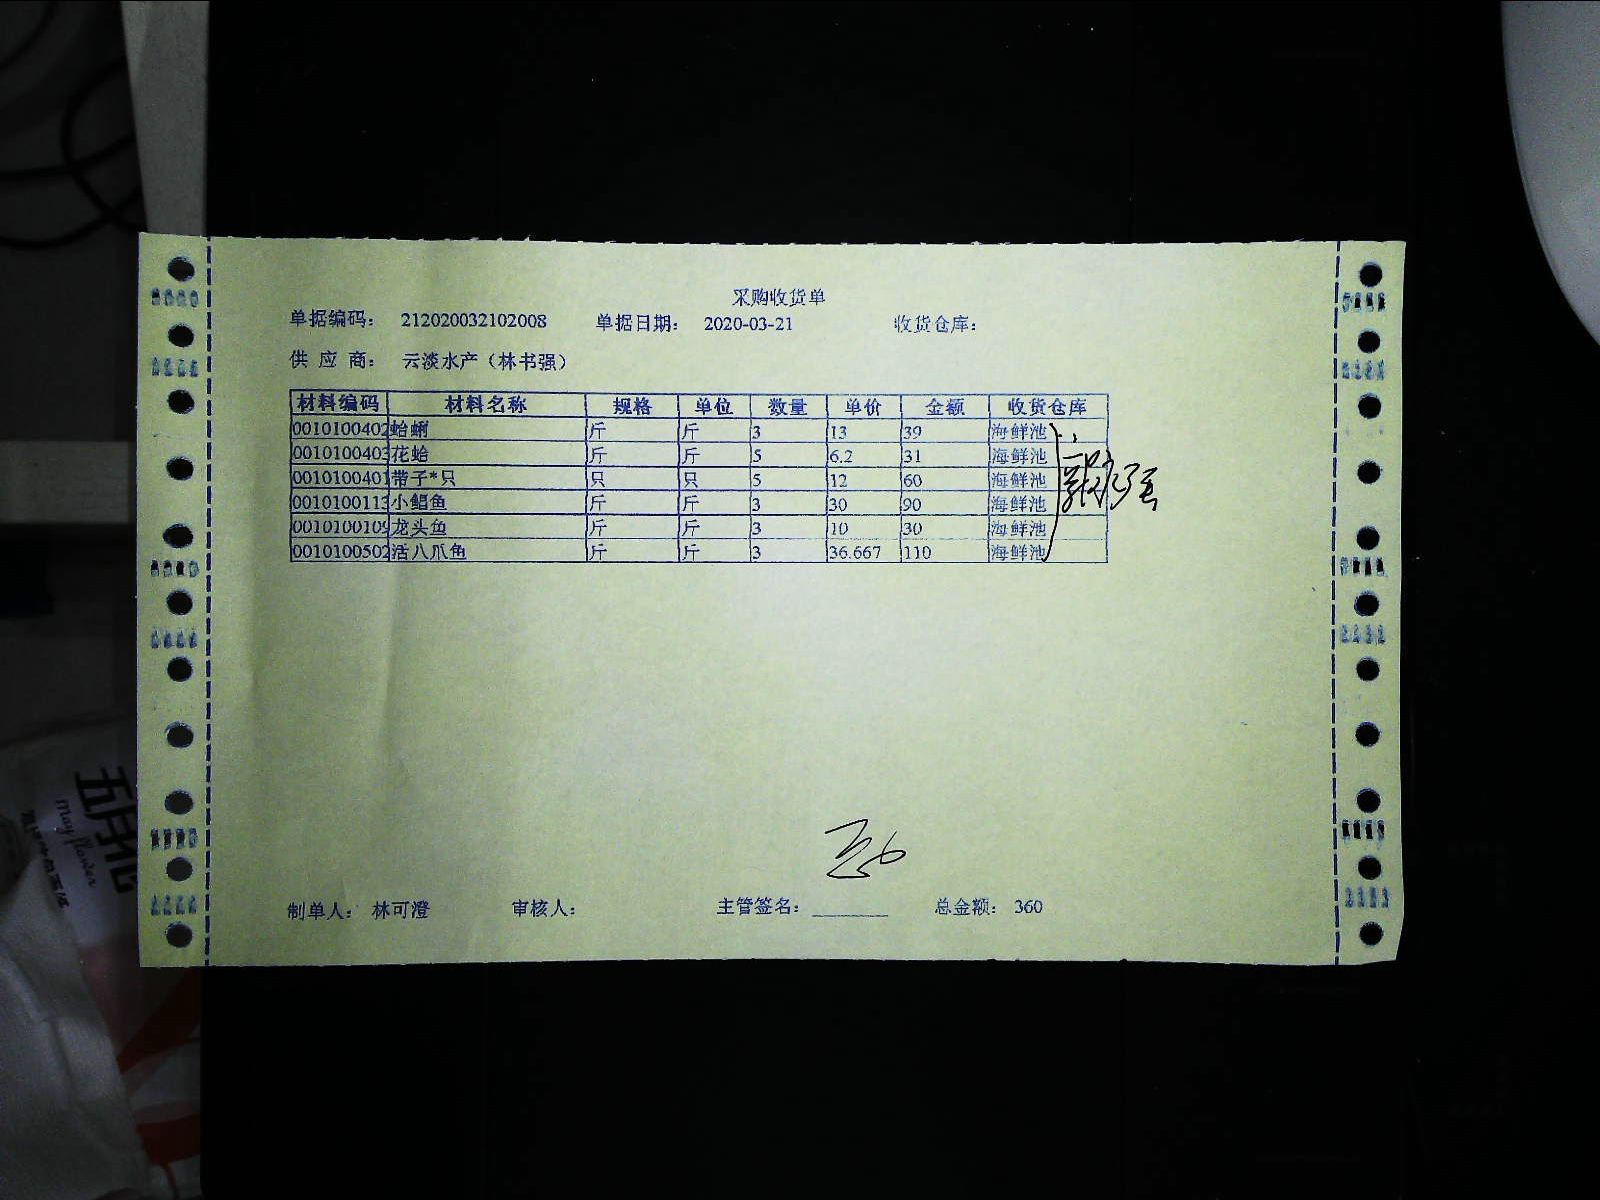 采购收货单
单据编码： 212020032102008 单据日期： 2020-03-21 收货仓库：
供 应 商： 云淡水产（林书强）
材料编码 材料名称 规格 单位 数量 单价 金额 收货仓库
0010100402 蛤蜊 斤 斤 3 13 39 海鲜池
0010100403 花蛤 斤 斤 5 6.2 31 海鲜池
0010100401 带子*只 只 只 5 12 60 海鲜池
0010100113 小鲳鱼 斤 斤 3 30 90 海鲜池
0010100109 龙头鱼 斤 斤 3 10 30 海鲜池
0010100502 活八爪鱼 斤 斤 3 36.667 110 海鲜池
制单人： 林可澄 审核人： 主管签名： 总金额： 360
五月花
May flower